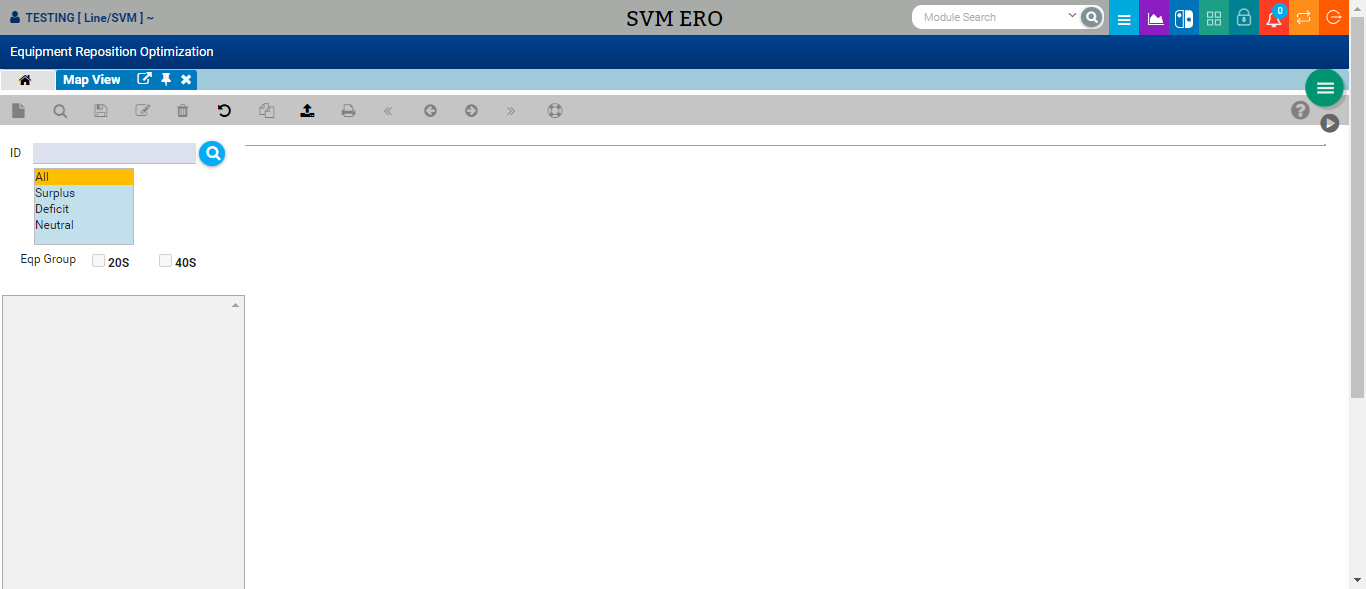 TESTING [ Line/SVM ] ~
SVM ERO
Module Search
0
Equipment Reposition Optimization
Map View
ID
All
Surplus
Deficit
Neutral
Eqp Group 20S 40S